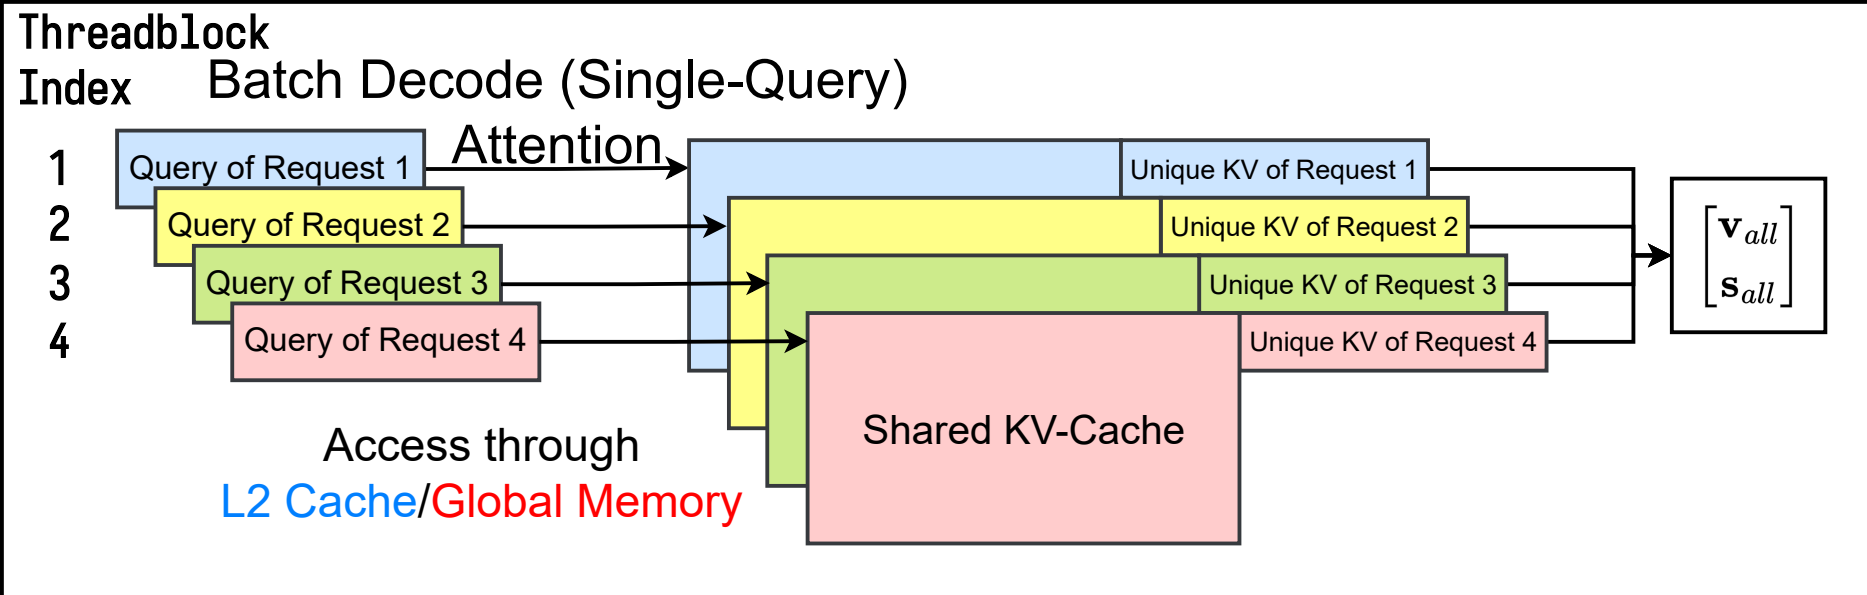 Threadblock
Index
Batch Decode (Single-Query)
1
Query of Request 1
Attention
Unique KV of Request 1
2
Query of Request 2
Unique KV of Request 2
3
Query of Request 3
Unique KV of Request 3
4
Query of Request 4
Unique KV of Request 4
v_all
s_all
Shared KV-Cache
Access through
L2 Cache/Global Memory